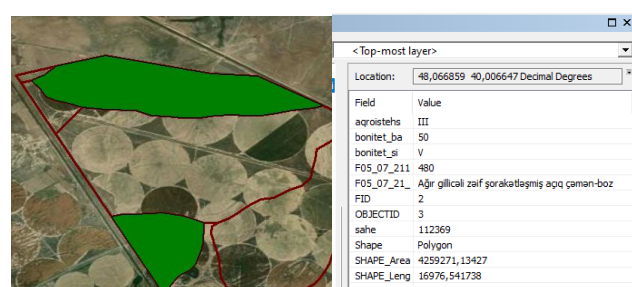 <Top-most layer>
Location: 48,066859 40,006647 Decimal Degrees
Field Value
aqroistehs III
bonitet_ba 50
bonitet_si V
F05_07_211 480
F05_07_21_ Ağır gillicəli zəif şorakətləşmiş açıq çəmən-boz
FID 2
OBJECTID 3
sahe 112369
Shape Polygon
SHAPE_Area 4259271,13427
SHAPE_Leng 16976,541738